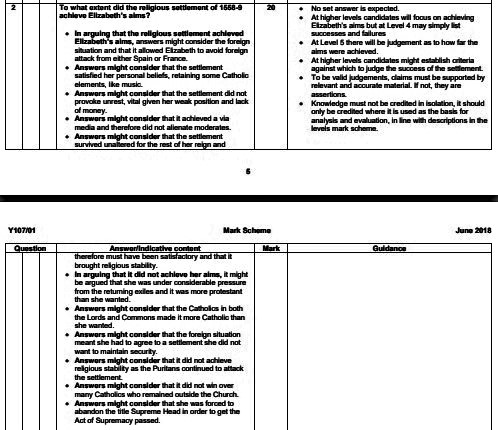 2 To what extent did the religious settlement of 1558-9 achieve Elizabeth's aims? 20
• In arguing that the religious settlement achieved
Elizabeth's aims, answers might consider the foreign
situation and that it allowed Elizabeth to avoid foreign
attack from either Spain or France.
• Answers might consider that the settlement
satisfied her personal beliefs, retaining some Catholic
elements, like music.
• Answers might consider that the settlement did not
provoke unrest, vital given her weak position and lack
of money.
• Answers might consider that it achieved a via
media and therefore did not alienate moderates.
• Answers might consider that the settlement
survived unaltered for the rest of her reign and
• No set answer is expected.
• At higher levels candidates will focus on achieving
Elizabeth's aims but at Level 4 may simply list
successes and failures
• At Level 5 there will be judgement as to how far the
aims were achieved.
• At higher levels candidates might establish criteria
against which to judge the success of the settlement.
• To be valid judgements, claims must be supported by
relevant and accurate material. If not, they are
assertions.
• Knowledge must not be credited in isolation, it should
only be credited where it is used as the basis for
analysis and evaluation, in line with descriptions in the
levels mark scheme.
5
Y107/01 Mark Scheme June 2018
Question Answer/Indicative content Mark Guidance
therefore must have been satisfactory and that it
brought religious stability.
• In arguing that it did not achieve her aims, it might
be argued that she was under considerable pressure
from the returning exiles and it was more protestant
than she wanted.
• Answers might consider that the Catholics in both
the Lords and Commons made it more Catholic than
she wanted.
• Answers might consider that the foreign situation
meant she had to agree to a settlement she did not
want to maintain security.
• Answers might consider that it did not achieve
religious stability as the Puritans continued to attack
the settlement.
• Answers might consider that it did not win over
many Catholics who remained outside the Church.
• Answers might consider that she was forced to
abandon the title Supreme Head in order to get the
Act of Supremacy passed.